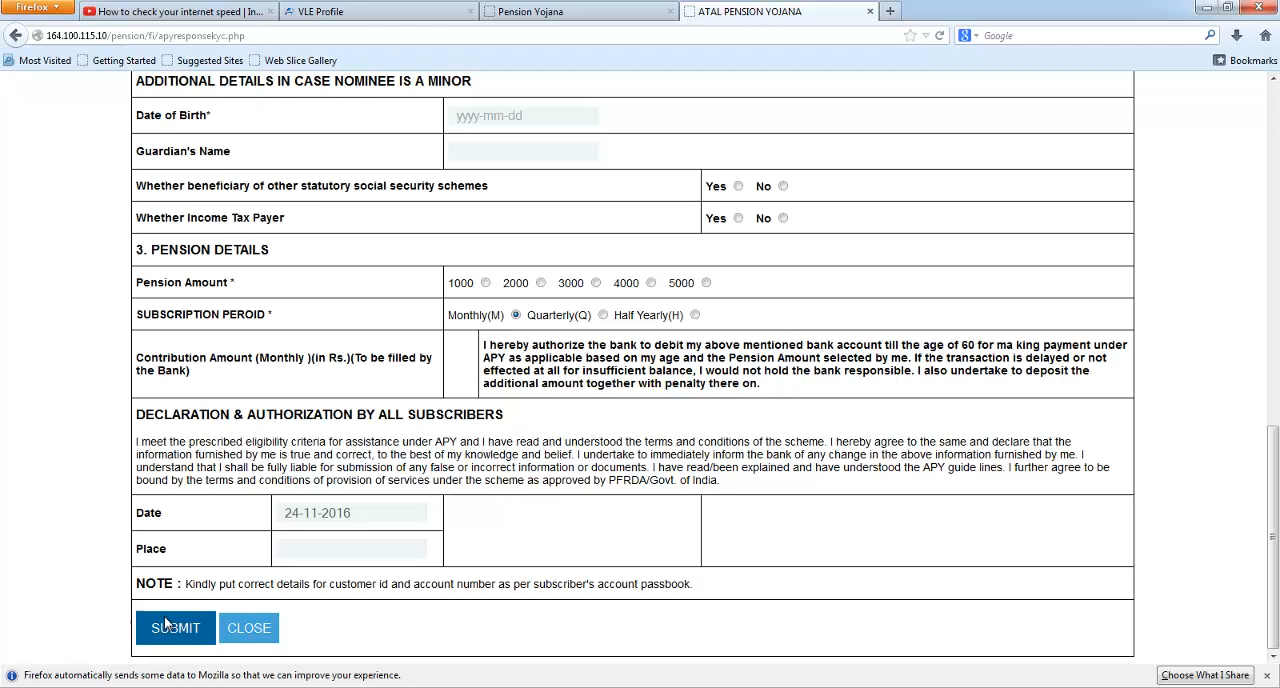 Firefox
How to check your internet speed | In...
VLE Profile
Pension Yojana
ATAL PENSION YOJANA
164.100.115.10/pension/fi/apyresponsekyc.php
Google
Most Visited
Getting Started
Suggested Sites
Web Slice Gallery
Bookmarks
ADDITIONAL DETAILS IN CASE NOMINEE IS A MINOR
Date of Birth*
yyyy-mm-dd
Guardian's Name
Whether beneficiary of other statutory social security schemes
Yes No
Whether Income Tax Payer
Yes No
3. PENSION DETAILS
Pension Amount *
1000 2000 3000 4000 5000
SUBSCRIPTION PEROID *
Monthly(M) Quarterly(Q) Half Yearly(H)
Contribution Amount (Monthly )(in Rs.)(To be filled by
the Bank)
I hereby authorize the bank to debit my above mentioned bank account till the age of 60 for ma king payment under
APY as applicable based on my age and the Pension Amount selected by me. If the transaction is delayed or not
effected at all for insufficient balance, I would not hold the bank responsible. I also undertake to deposit the
additional amount together with penalty there on.
DECLARATION & AUTHORIZATION BY ALL SUBSCRIBERS
I meet the prescribed eligibility criteria for assistance under APY and I have read and understood the terms and conditions of the scheme. I hereby agree to the same and declare that the
information furnished by me is true and correct, to the best of my knowledge and belief. I undertake to immediately inform the bank of any change in the above information furnished by me. I
understand that I shall be fully liable for submission of any false or incorrect information or documents. I have read/been explained and have understood the APY guide lines. I further agree to be
bound by the terms and conditions of provision of services under the scheme as approved by PFRDA/Govt. of India.
Date
24-11-2016
Place
NOTE : Kindly put correct details for customer id and account number as per subscriber's account passbook.
SUBMIT
CLOSE
Firefox automatically sends some data to Mozilla so that we can improve your experience.
Choose What I Share